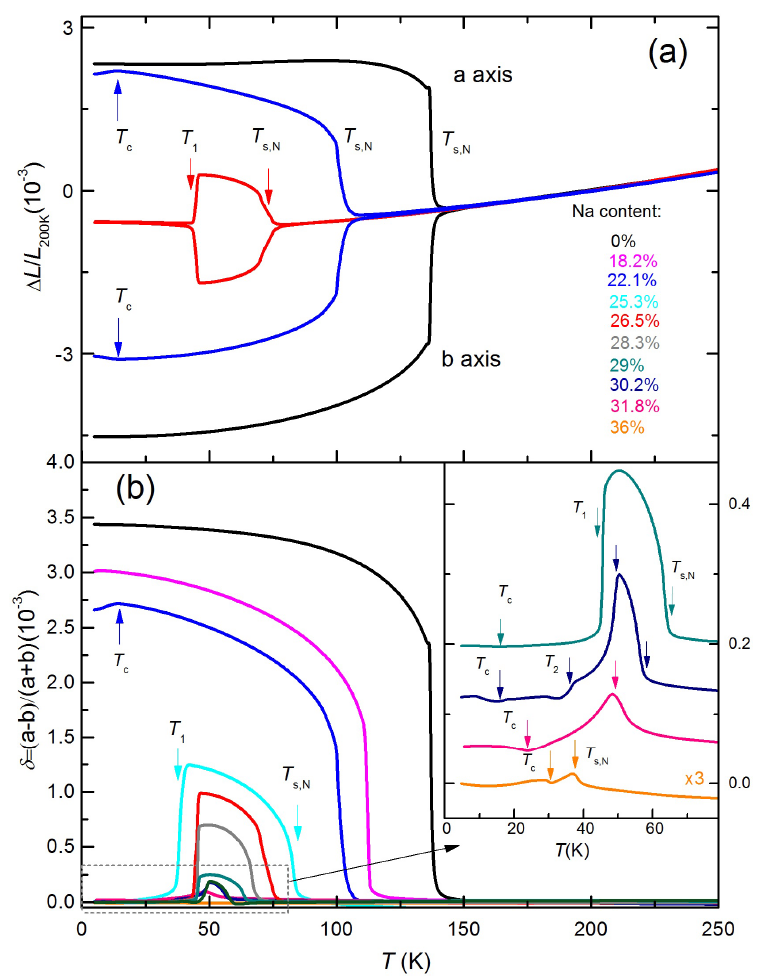 3
(a)
a axis
T_c
T_1
T_s,N
T_s,N
T_s,N
0
ΔL/L_200K(10^-3)
Na content:
0%
18.2%
22.1%
25.3%
26.5%
28.3%
29%
30.2%
31.8%
36%
T_c
-3
b axis
4.0
(b)
3.5
3.0
2.5
2.0
1.5
1.0
0.5
0.0
δ=(a-b)/(a+b)(10^-3)
T_c
T_1
T_s,N
0.4
0.2
0.0
T_1
T_s,N
T_c
T_c
T_2
T_c
T_c
T_s,N
x3
0 20 40 60
T(K)
0 50 100 150 200 250
T (K)